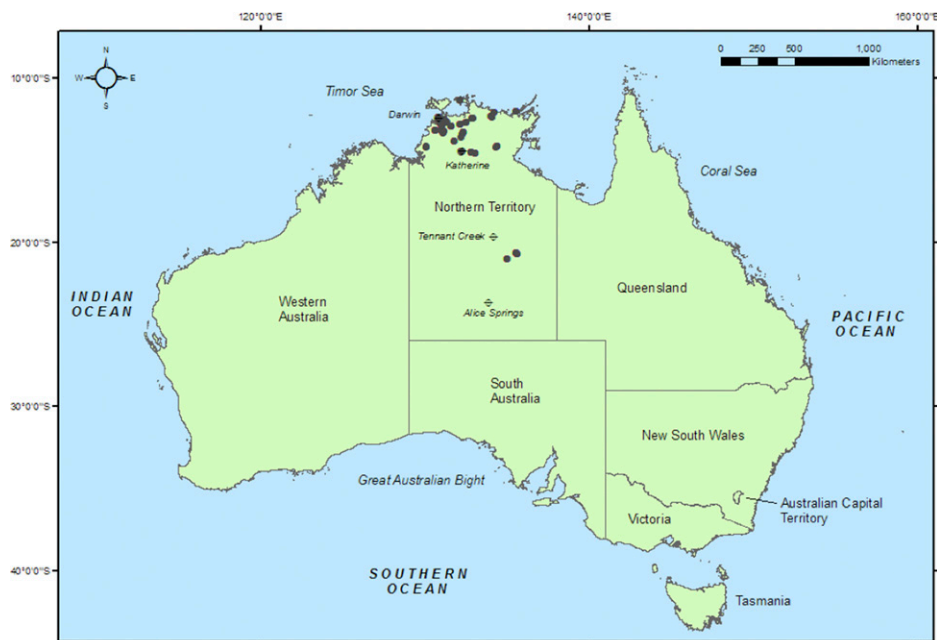 120°0'0"E
140°0'0"E
160°0'0"E
N
W
E
S
0 250 500 1,000
Kilometers
10°0'0"S
Timor Sea
Darwin
Katherine
Coral Sea
Northern Territory
20°0'0"S
Tennant Creek
INDIAN
OCEAN
Western
Australia
Alice Springs
Queensland
PACIFIC
OCEAN
South
Australia
30°0'0"S
New South Wales
Great Australian Bight
Australian Capital
Territory
Victoria
40°0'0"S
SOUTHERN
OCEAN
Tasmania